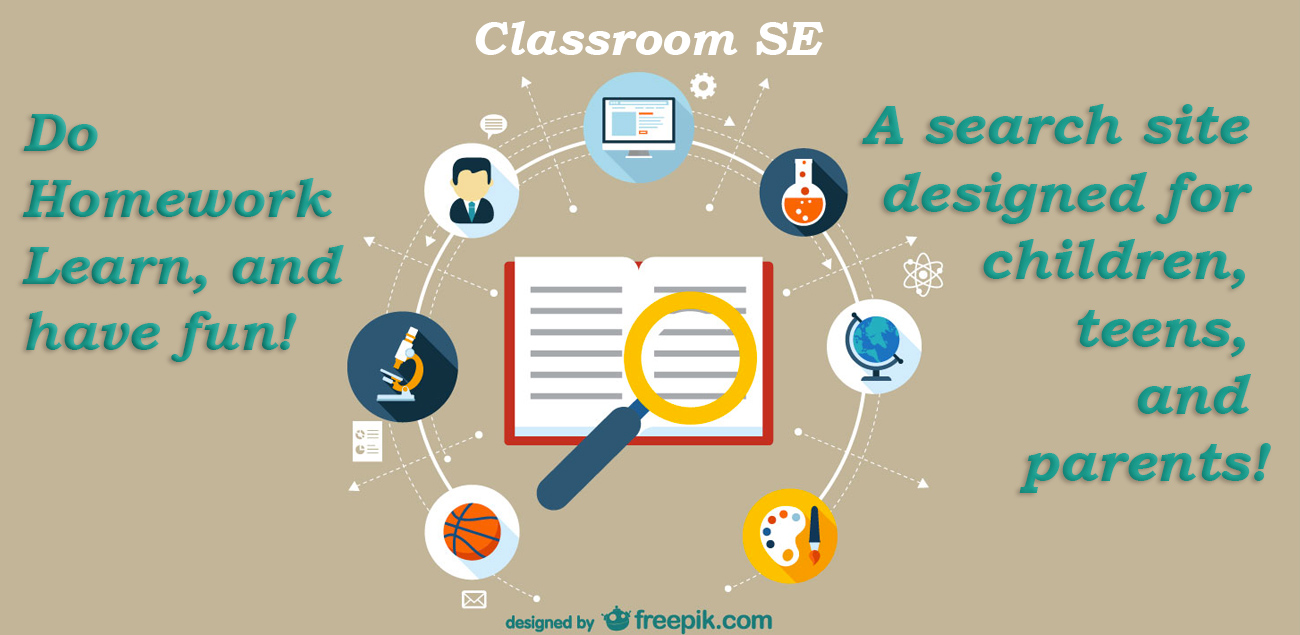 Classroom SE
Do
Homework
Learn, and
have fun!
A search site
designed for
children,
teens,
and
parents!
designed by freepik.com